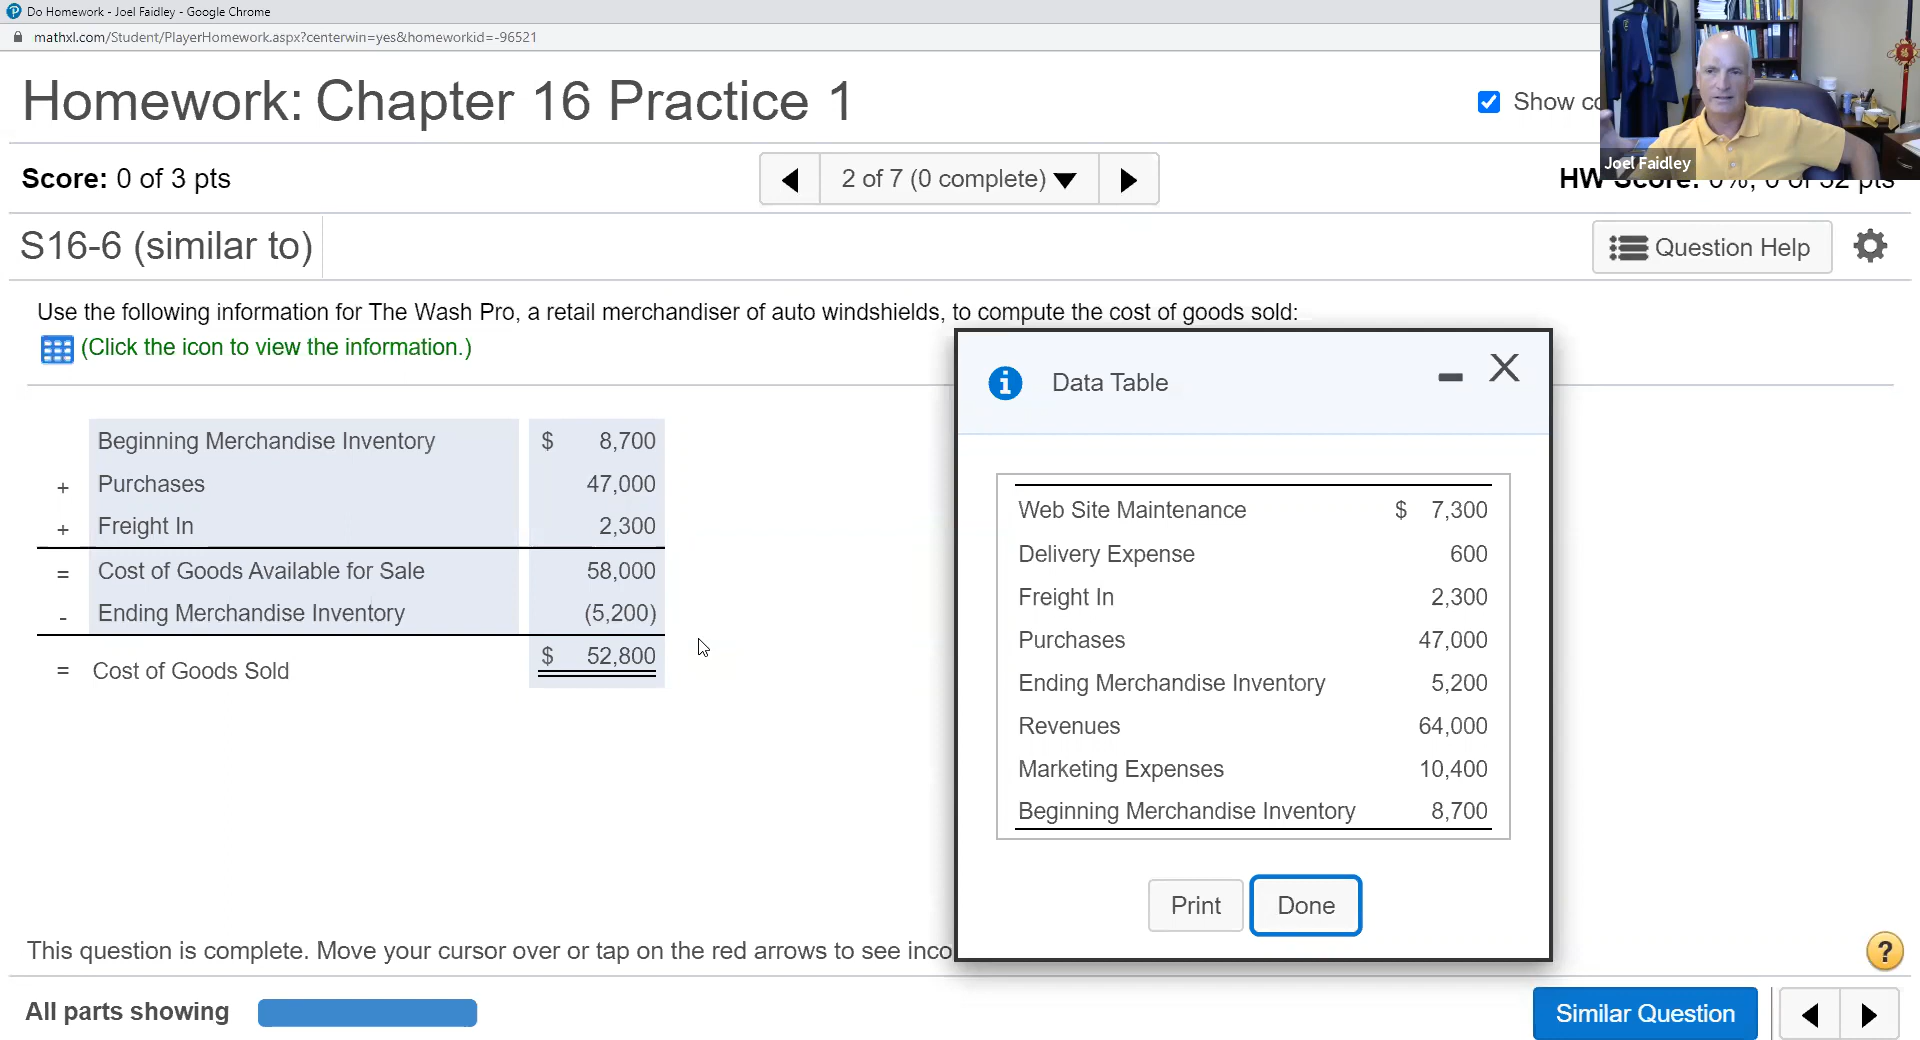 Do Homework - Joel Faidley - Google Chrome
mathxl.com/Student/PlayerHomework.aspx?centerwin=yes&homeworkid=-96521
Homework: Chapter 16 Practice 1
Show co
Joel Faidley
Score: 0 of 3 pts
2 of 7 (0 complete)
HW Score: 0%, 0 of 32 pts
S16-6 (similar to)
Question Help
Use the following information for The Wash Pro, a retail merchandiser of auto windshields, to compute the cost of goods sold:
(Click the icon to view the information.)
Beginning Merchandise Inventory $ 8,700
+ Purchases 47,000
+ Freight In 2,300
= Cost of Goods Available for Sale 58,000
- Ending Merchandise Inventory (5,200)
= Cost of Goods Sold $ 52,800
Data Table
Web Site Maintenance $ 7,300
Delivery Expense 600
Freight In 2,300
Purchases 47,000
Ending Merchandise Inventory 5,200
Revenues 64,000
Marketing Expenses 10,400
Beginning Merchandise Inventory 8,700
Print Done
This question is complete. Move your cursor over or tap on the red arrows to see inco
?
All parts showing
Similar Question